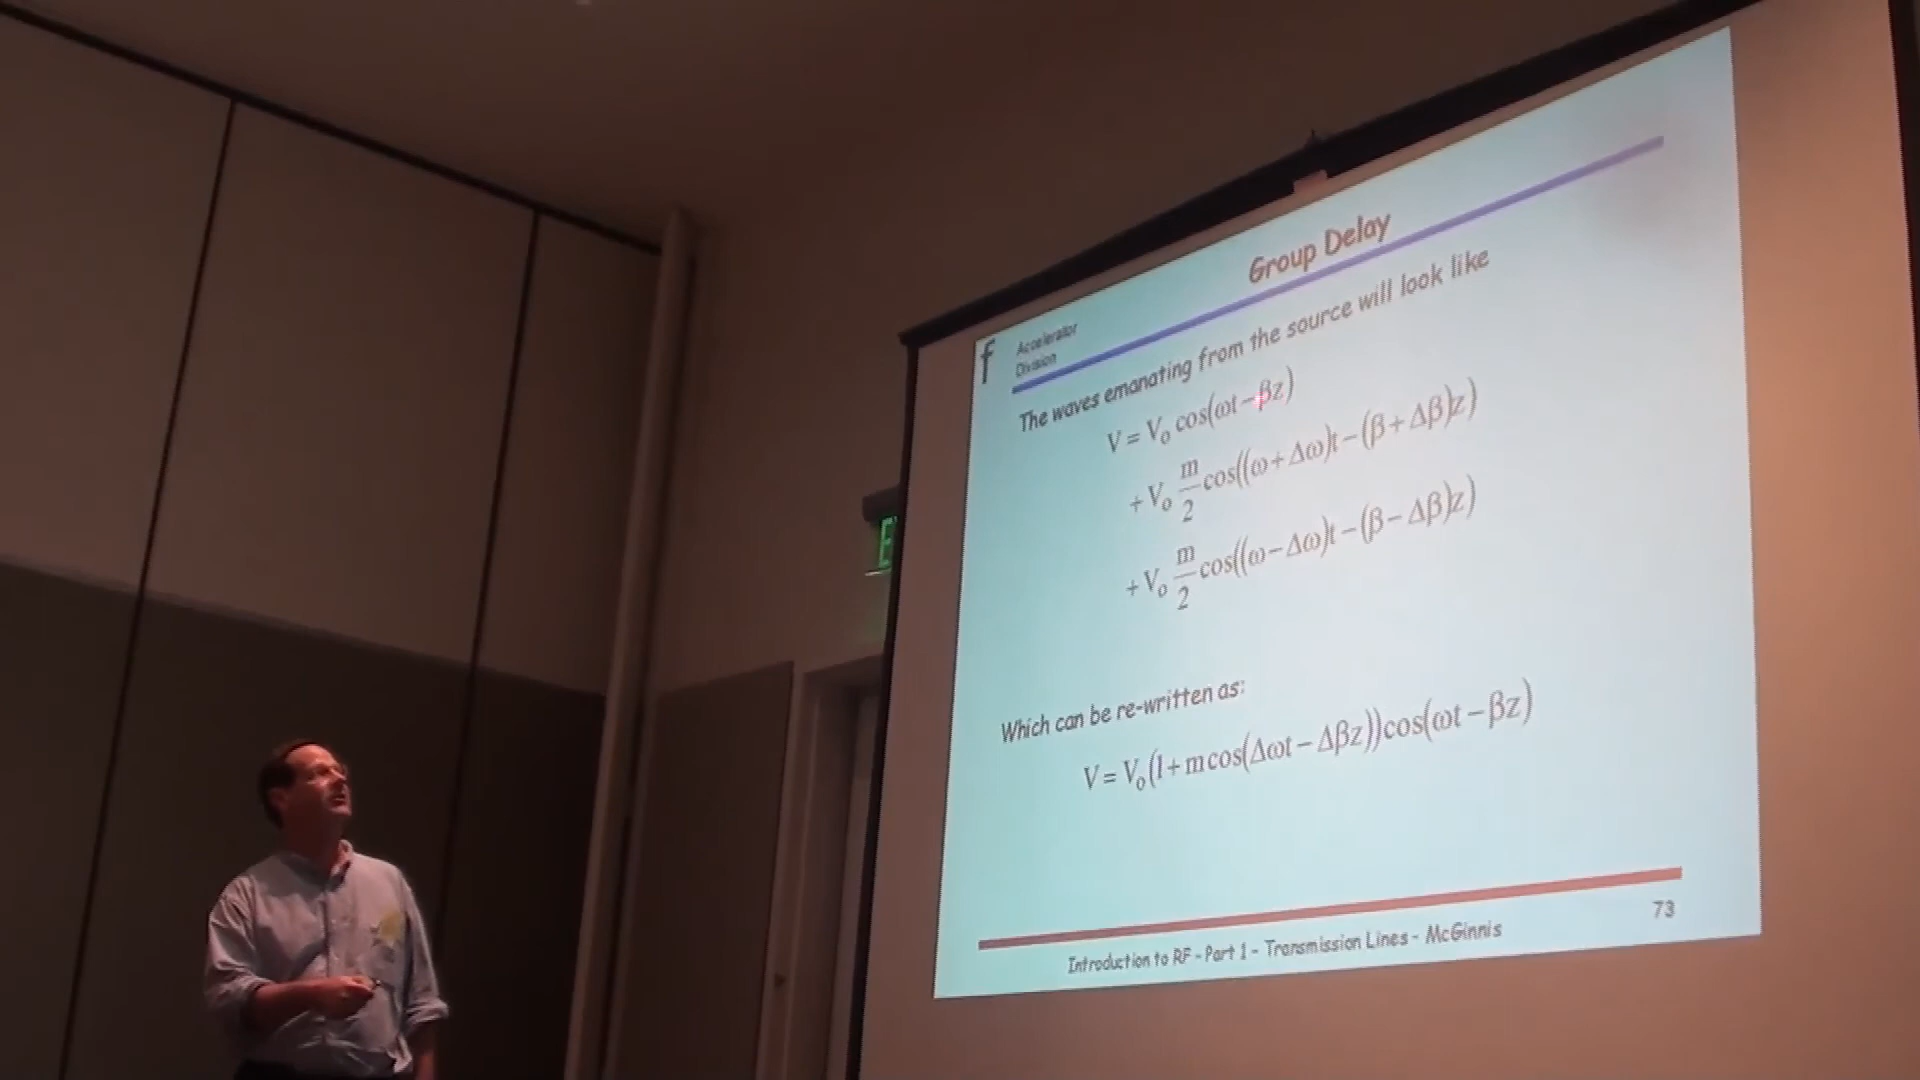 Group Delay
f Accelerator
Division
The waves emanating from the source will look like
V = V₀ cos(ωt − βz)
+ V₀ m/2 cos((ω + Δω)t − (β + Δβ)z)
+ V₀ m/2 cos((ω − Δω)t − (β − Δβ)z)
Which can be re-written as:
V = V₀(1 + m cos(Δωt − Δβz))cos(ωt − βz)
73
Introduction to RF - Part 1 - Transmission Lines - McGinnis